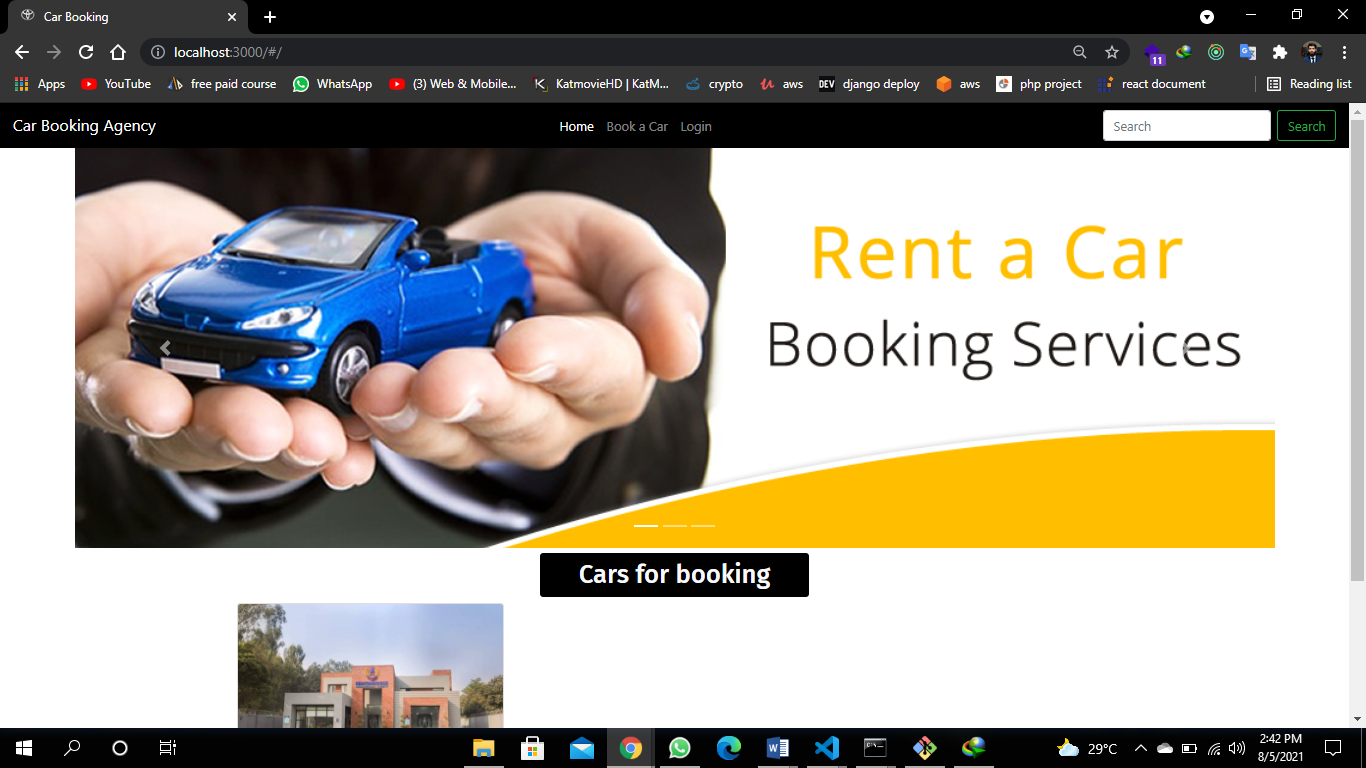 Car Booking
localhost:3000/#/
11
Apps
YouTube
free paid course
WhatsApp
(3) Web & Mobile...
KatmovieHD | KatM...
crypto
aws
DEV
django deploy
aws
php project
react document
Reading list
Car Booking Agency
Home
Book a Car
Login
Search
Search
Rent a Car
Booking Services
Cars for booking
29°C
2:42 PM
8/5/2021